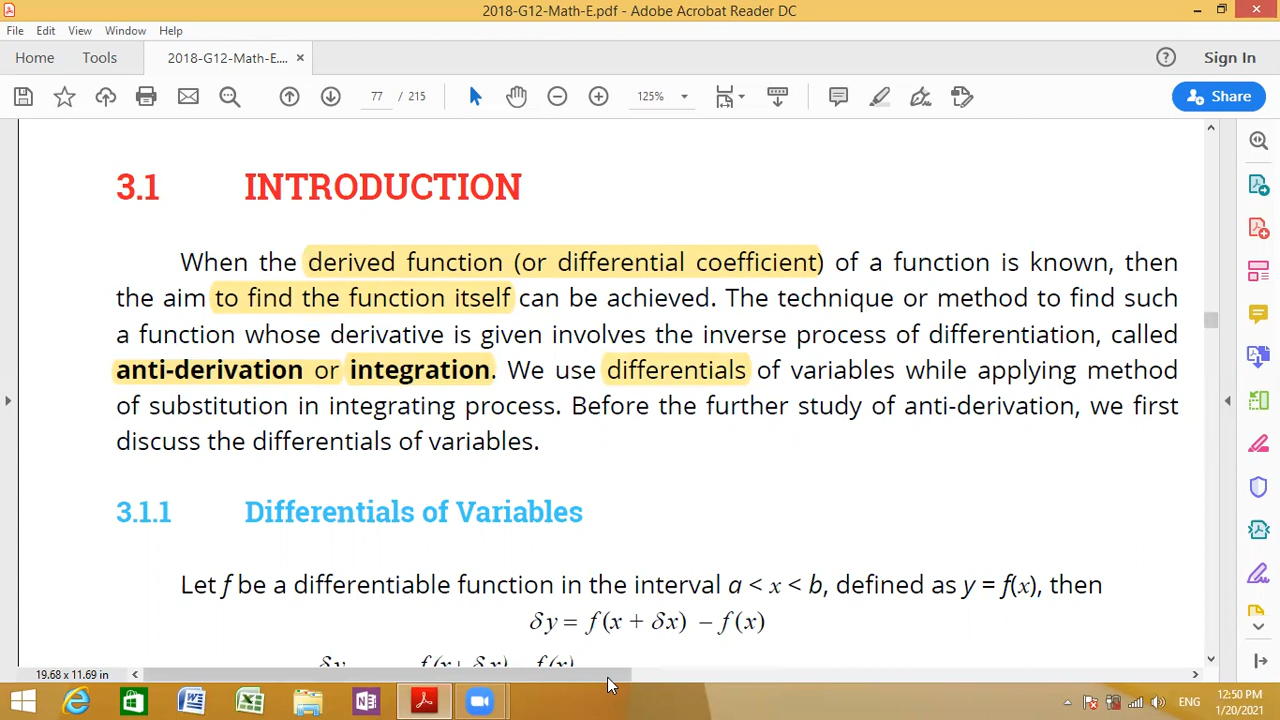 2018-G12-Math-E.pdf - Adobe Acrobat Reader DC
File Edit View Window Help
Home Tools 2018-G12-Math-E.... × Sign In
77 / 215 125% Share
3.1 INTRODUCTION
When the derived function (or differential coefficient) of a function is known, then
the aim to find the function itself can be achieved. The technique or method to find such
a function whose derivative is given involves the inverse process of differentiation, called
anti-derivation or integration. We use differentials of variables while applying method
of substitution in integrating process. Before the further study of anti-derivation, we first
discuss the differentials of variables.
3.1.1 Differentials of Variables
Let f be a differentiable function in the interval a < x < b, defined as y = f(x), then
δy = f(x + δx) – f(x)
δy f(x+ δx) f(x)
19.68 x 11.69 in
ENG
12:50 PM
1/20/2021